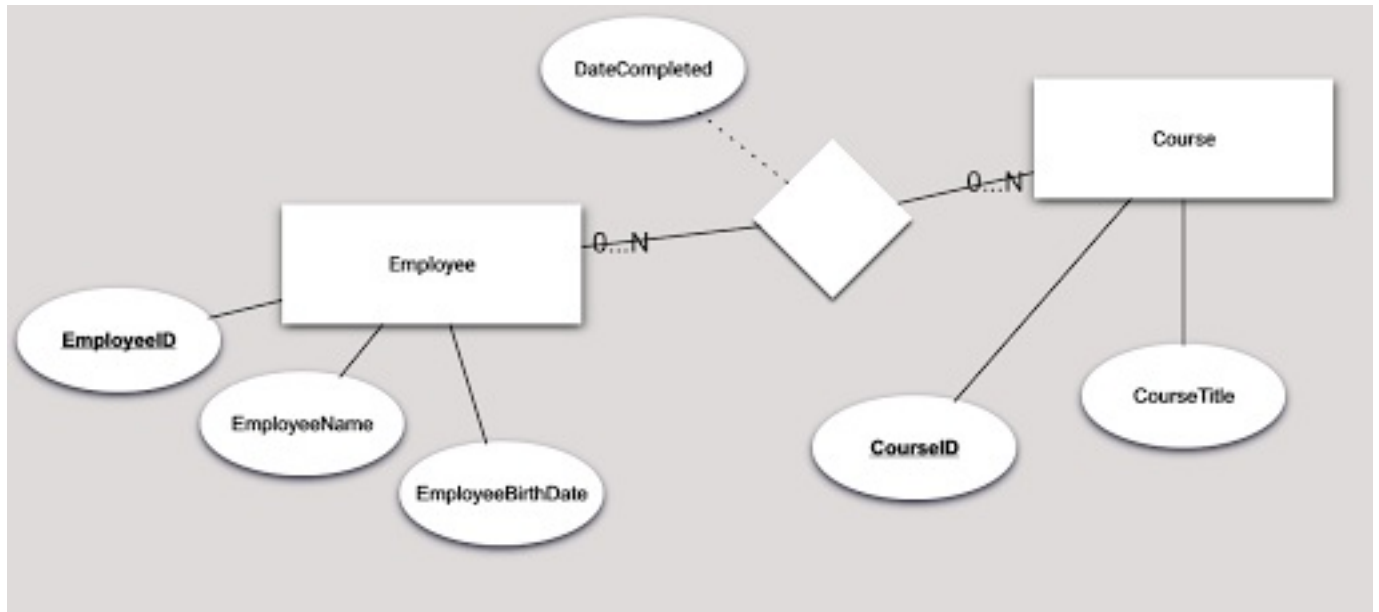 DateCompleted
Course
0...N
0...N
Employee
EmployeeID
CourseTitle
EmployeeName
CourseID
EmployeeBirthDate